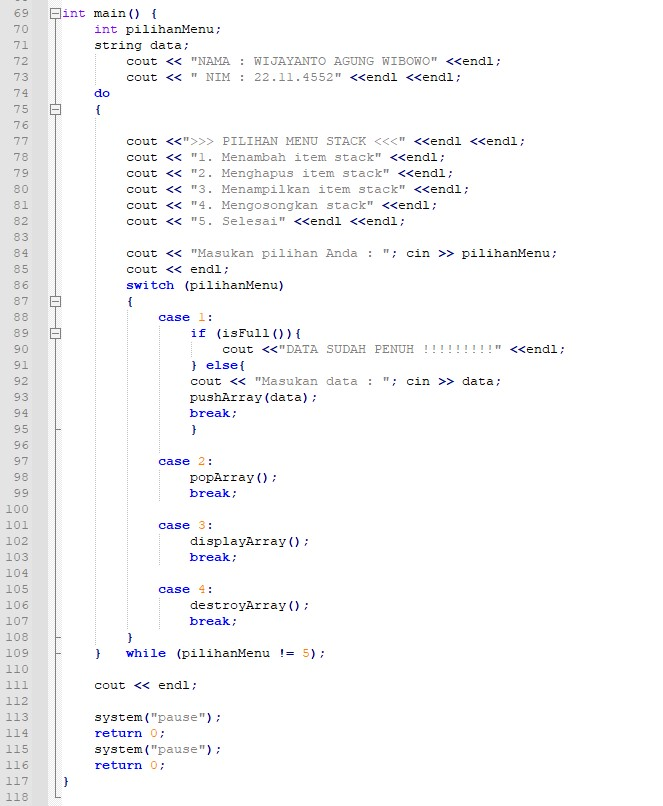 69 int main() {
70 int pilihanMenu;
71 string data;
72 cout << "NAMA : WIJAYANTO AGUNG WIBOWO" <<endl;
73 cout << " NIM : 22.11.4552" <<endl <<endl;
74 do
75 {
76
77 cout <<">>> PILIHAN MENU STACK <<<" <<endl <<endl;
78 cout << "1. Menambah item stack" <<endl;
79 cout << "2. Menghapus item stack" <<endl;
80 cout << "3. Menampilkan item stack" <<endl;
81 cout << "4. Mengosongkan stack" <<endl;
82 cout << "5. Selesai" <<endl <<endl;
83
84 cout << "Masukan pilihan Anda : "; cin >> pilihanMenu;
85 cout << endl;
86 switch (pilihanMenu)
87 {
88 case 1:
89 if (isFull()){
90 cout <<"DATA SUDAH PENUH !!!!!!!!!" <<endl;
91 } else{
92 cout << "Masukan data : "; cin >> data;
93 pushArray(data);
94 break;
95 }
96
97 case 2:
98 popArray();
99 break;
100
101 case 3:
102 displayArray();
103 break;
104
105 case 4:
106 destroyArray();
107 break;
108 }
109 } while (pilihanMenu != 5);
110
111 cout << endl;
112
113 system("pause");
114 return 0;
115 system("pause");
116 return 0;
117 }
118